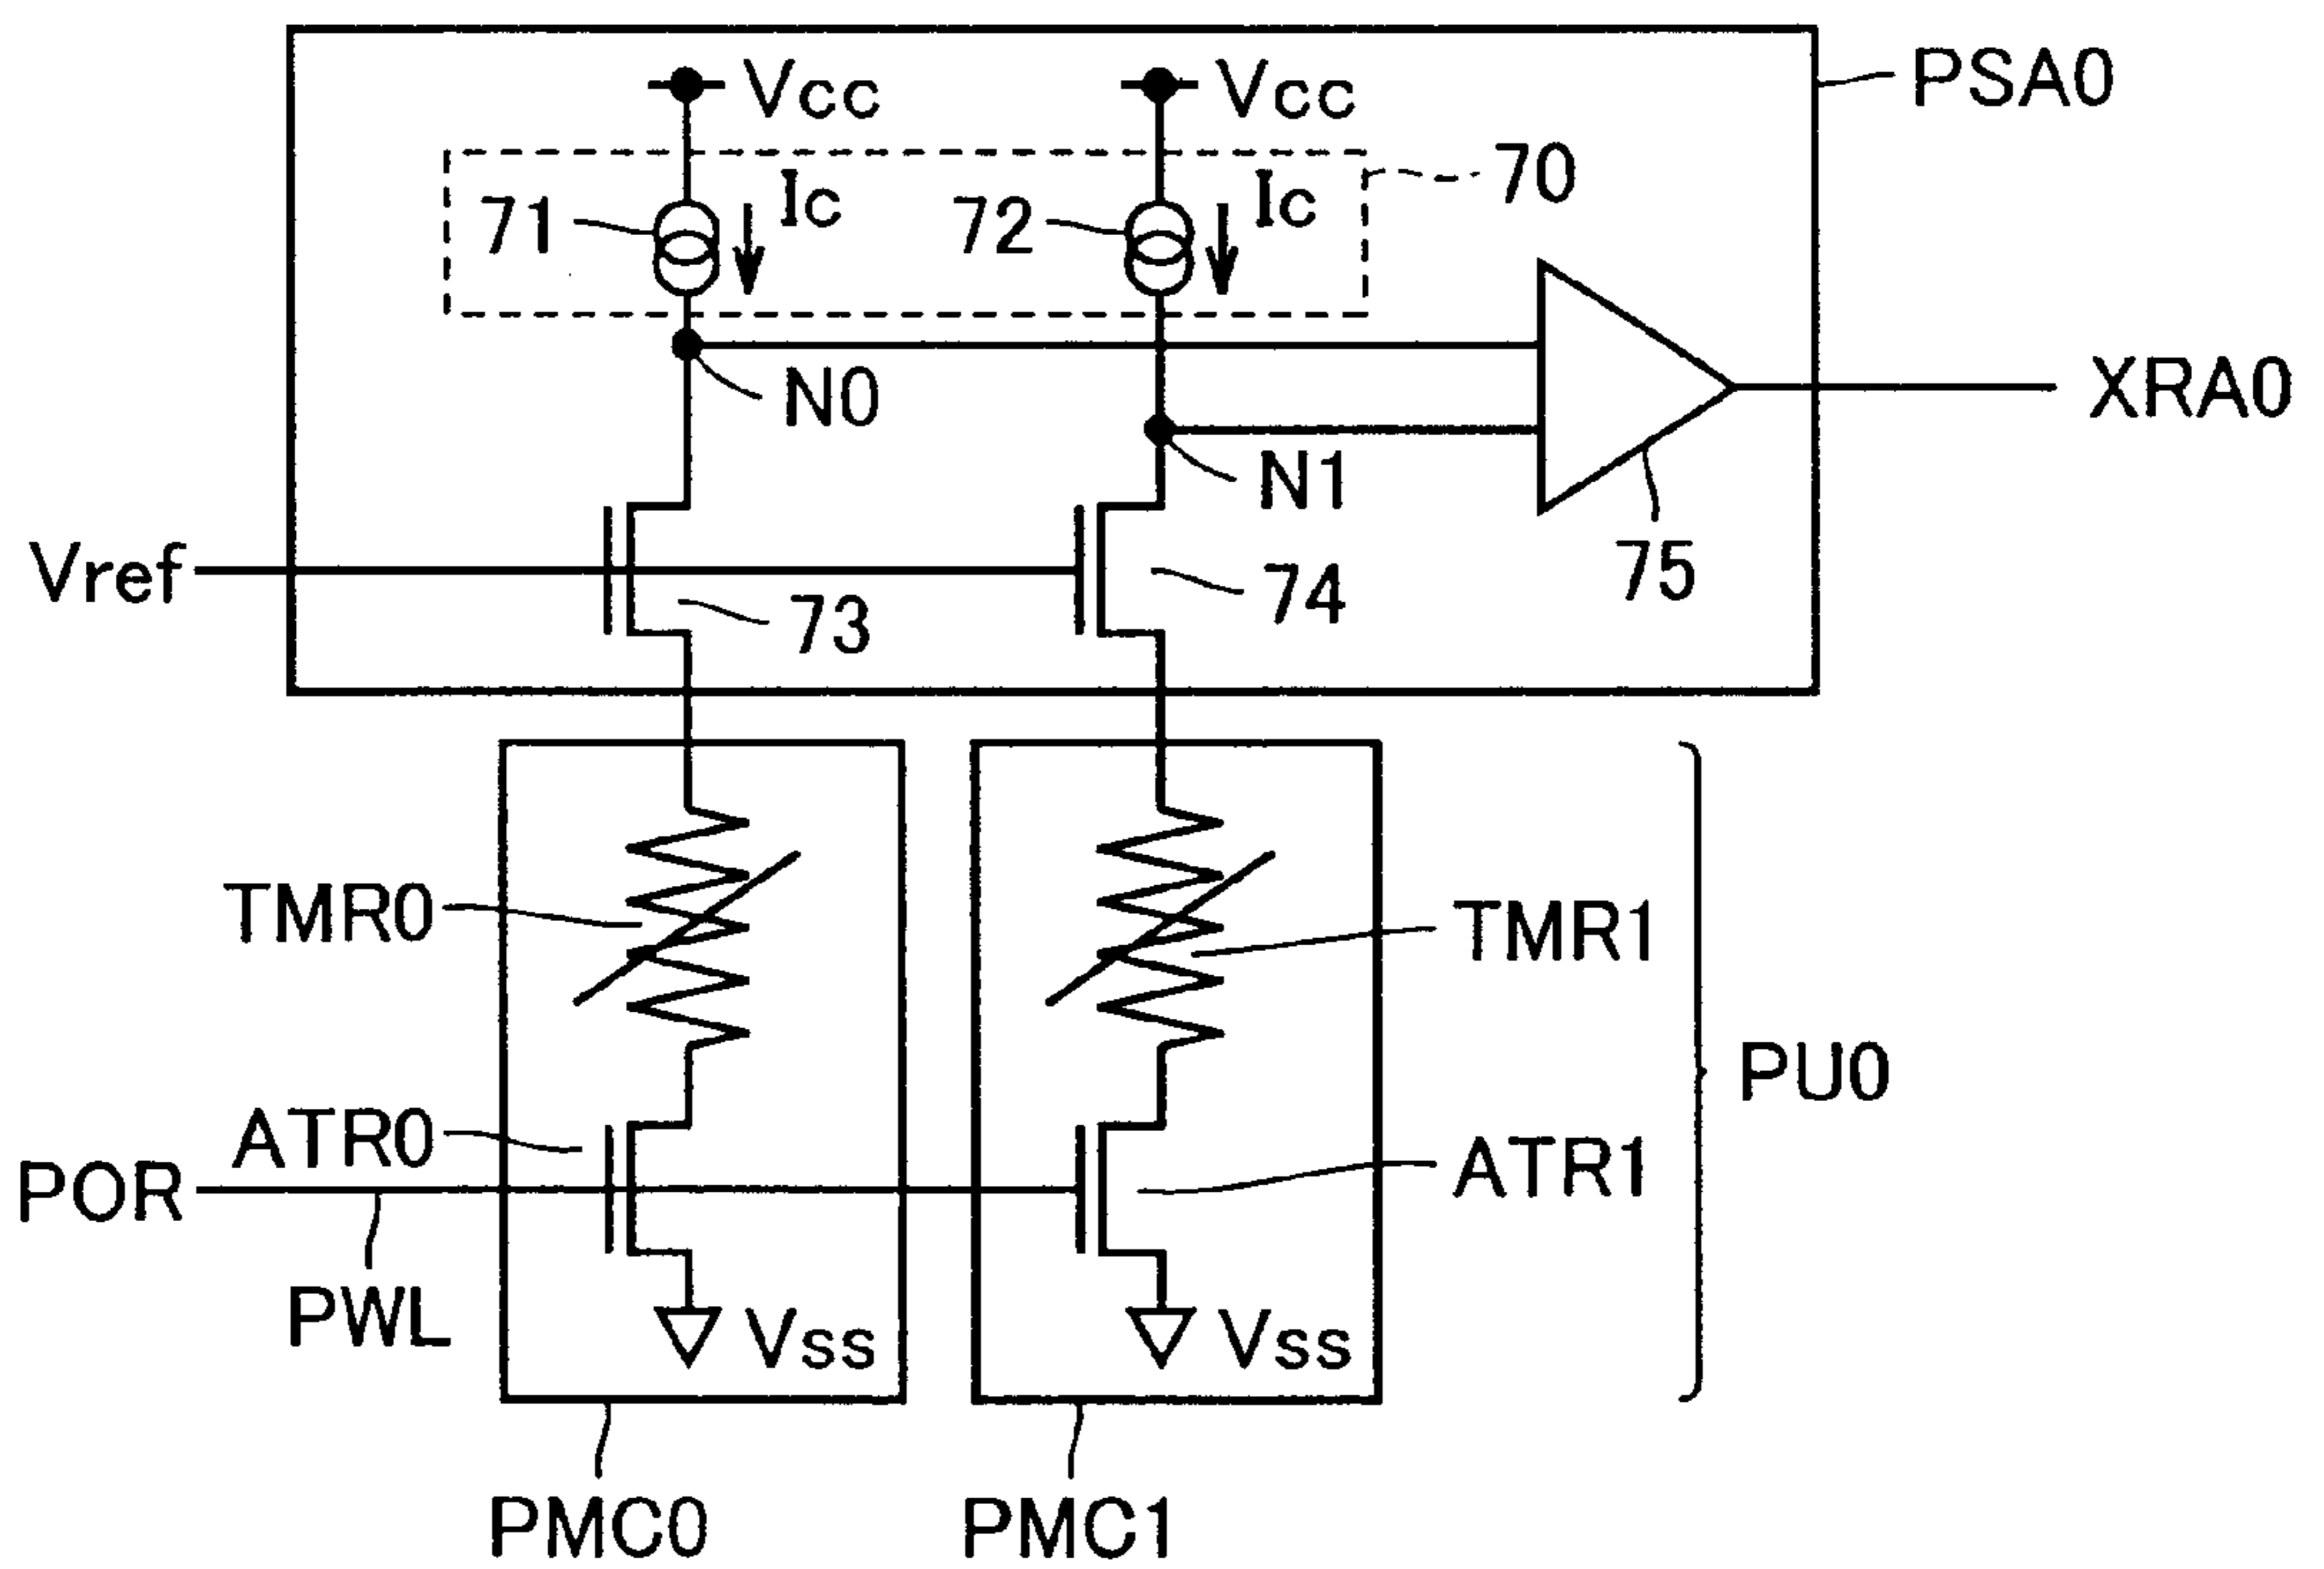 Vcc
Vcc
PSA0
70
71
Ic
72
Ic
N0
XRA0
N1
Vref
73
74
75
TMR0
TMR1
PU0
ATR0
ATR1
POR
PWL
Vss
Vss
PMC0
PMC1